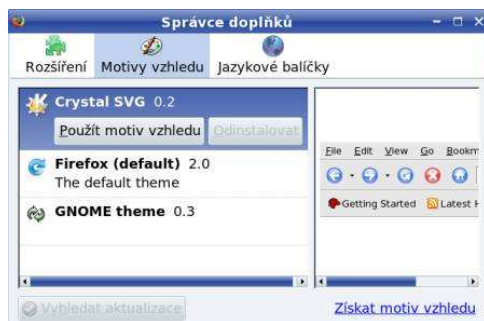 Správce doplňků
Rozšíření Motivy vzhledu Jazykové balíčky
Crystal SVG 0.2
Použít motiv vzhledu Odinstalovat
Firefox (default) 2.0
The default theme
GNOME theme 0.3
File Edit View Go Bookm
Getting Started Latest H
Vyhledat aktualizace Získat motiv vzhledu